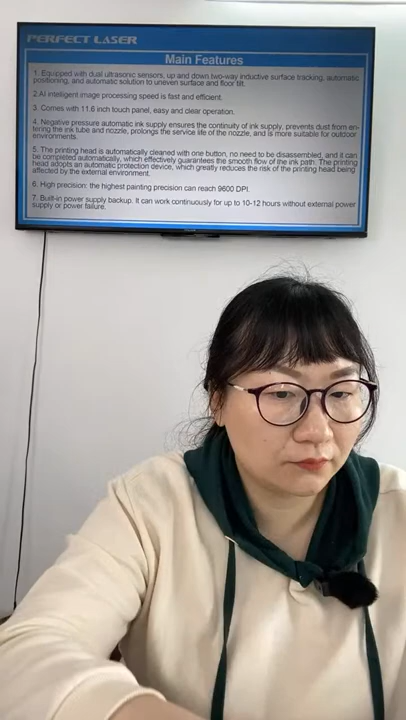 PERFECT LASER
Main Features
1. Equipped with dual ultrasonic sensors, up and down two-way inductive surface tracking, automatic
positioning, and automatic solution to uneven surface and floor tilt.
2.AI intelligent image processing speed is fast and efficient.
3. Comes with 11.6 inch touch panel, easy and clear operation.
4. Negative pressure automatic ink supply ensures the continuity of ink supply, prevents dust from en-
tering the ink tube and nozzle, prolongs the service life of the nozzle, and is more suitable for outdoor
environments.
5. The printing head is automatically cleaned with one button, no need to be disassembled, and it can
be completed automatically, which effectively guarantees the smooth flow of the ink path; The printing
head adopts an automatic protection device, which greatly reduces the risk of the printing head being
affected by the external environment.
6. High precision: the highest painting precision can reach 9600 DPI.
7. Built-in power supply backup. It can work continuously for up to 10-12 hours without external power
supply or power failure.